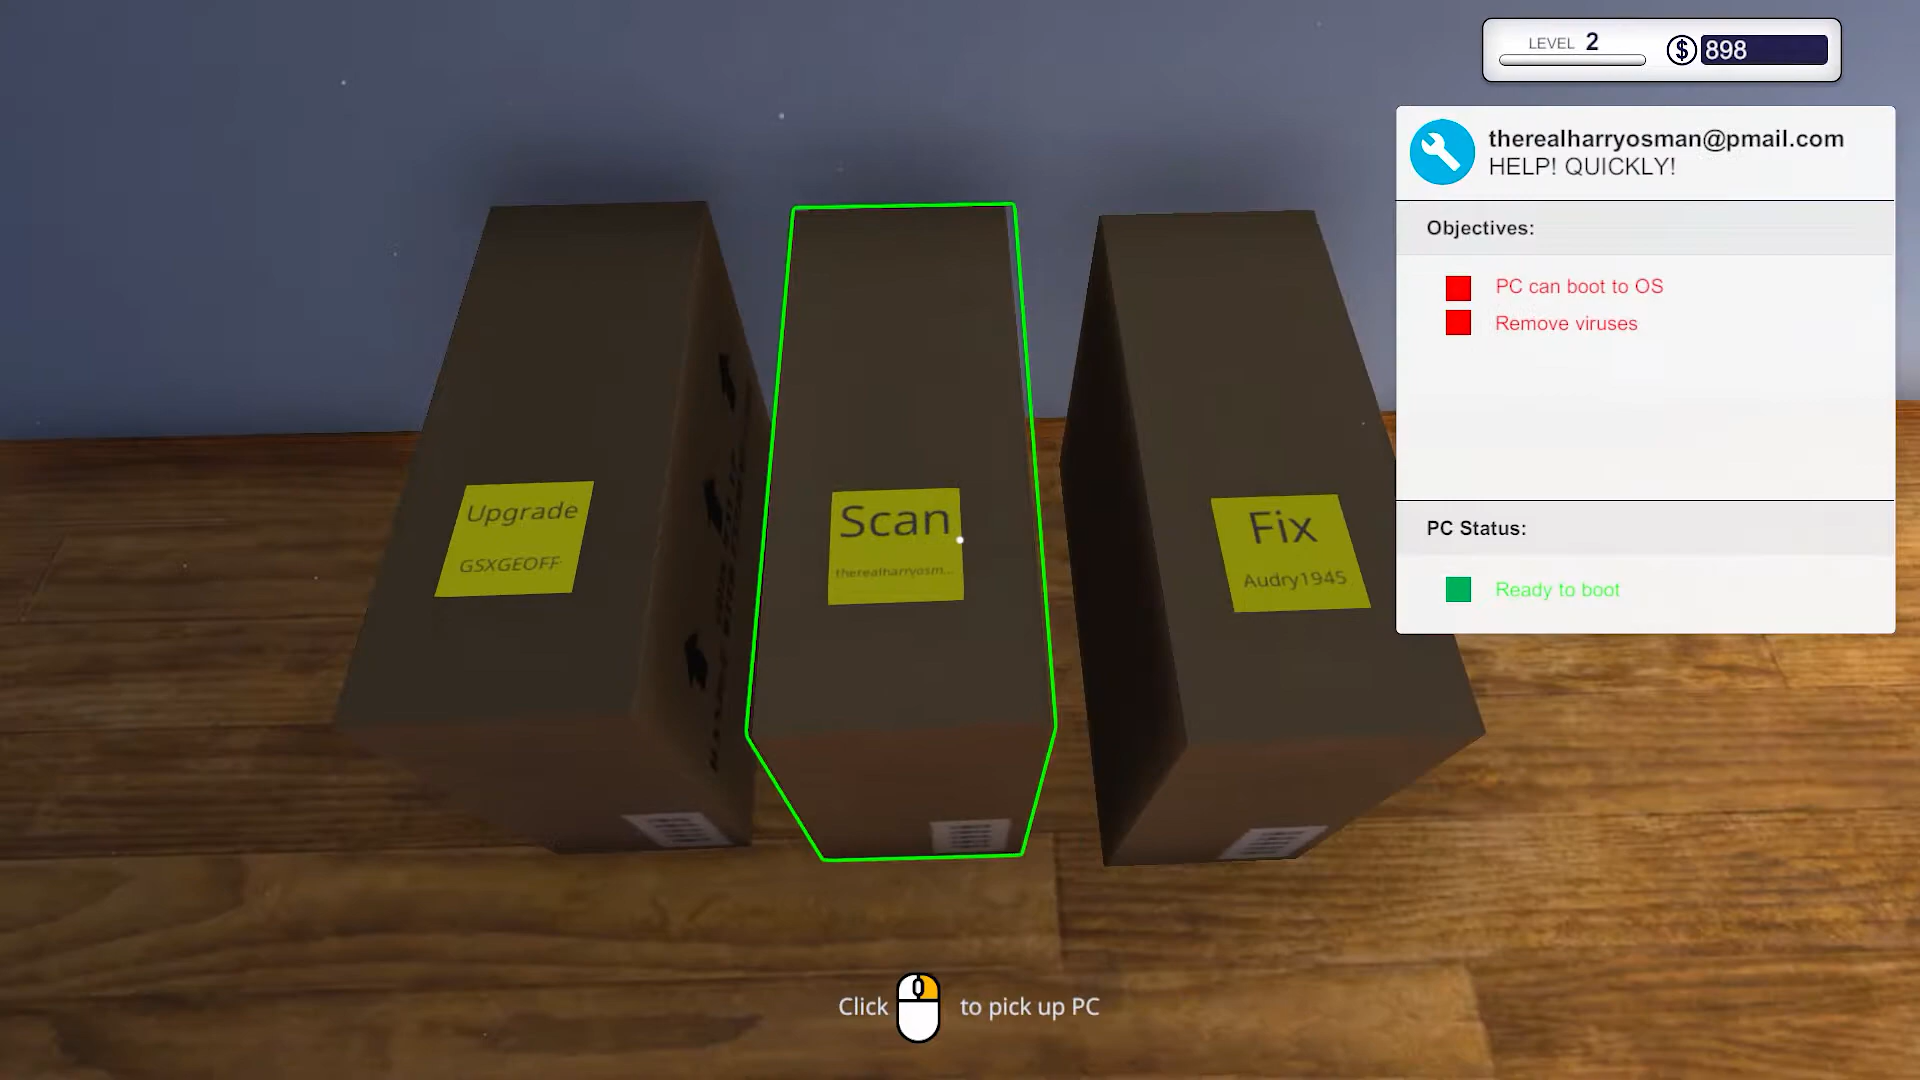 LEVEL 2
$ 898
therealharryosman@pmail.com
HELP! QUICKLY!
Objectives:
PC can boot to OS
Remove viruses
PC Status:
Ready to boot
Upgrade
GSXGEOFF
Scan
therealharryosm...
Fix
Audry1945
Click to pick up PC